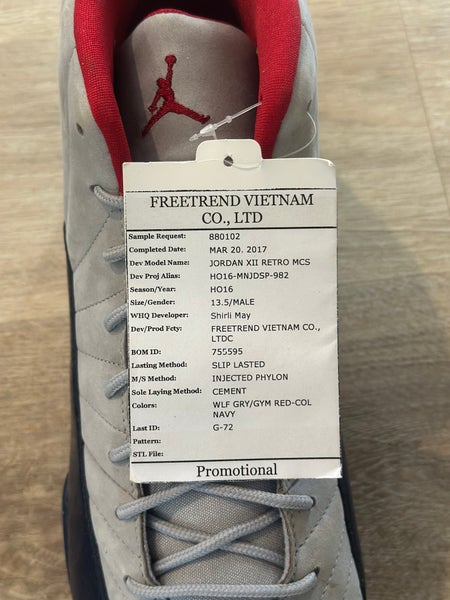 FREETREND VIETNAM
CO., LTD
Sample Request: 880102
Completed Date: MAR 20. 2017
Dev Model Name: JORDAN XII RETRO MCS
Dev Proj Alias: HO16-MNJDSP-982
Season/Year: HO16
Size/Gender: 13.5/MALE
WHQ Developer: Shirli May
Dev/Prod Fcty: FREETREND VIETNAM CO.,
LTDC
BOM ID: 755595
Lasting Method: SLIP LASTED
M/S Method: INJECTED PHYLON
Sole Laying Method: CEMENT
Colors: WLF GRY/GYM RED-COL
NAVY
Last ID: G-72
Pattern:
STL File:
Promotional